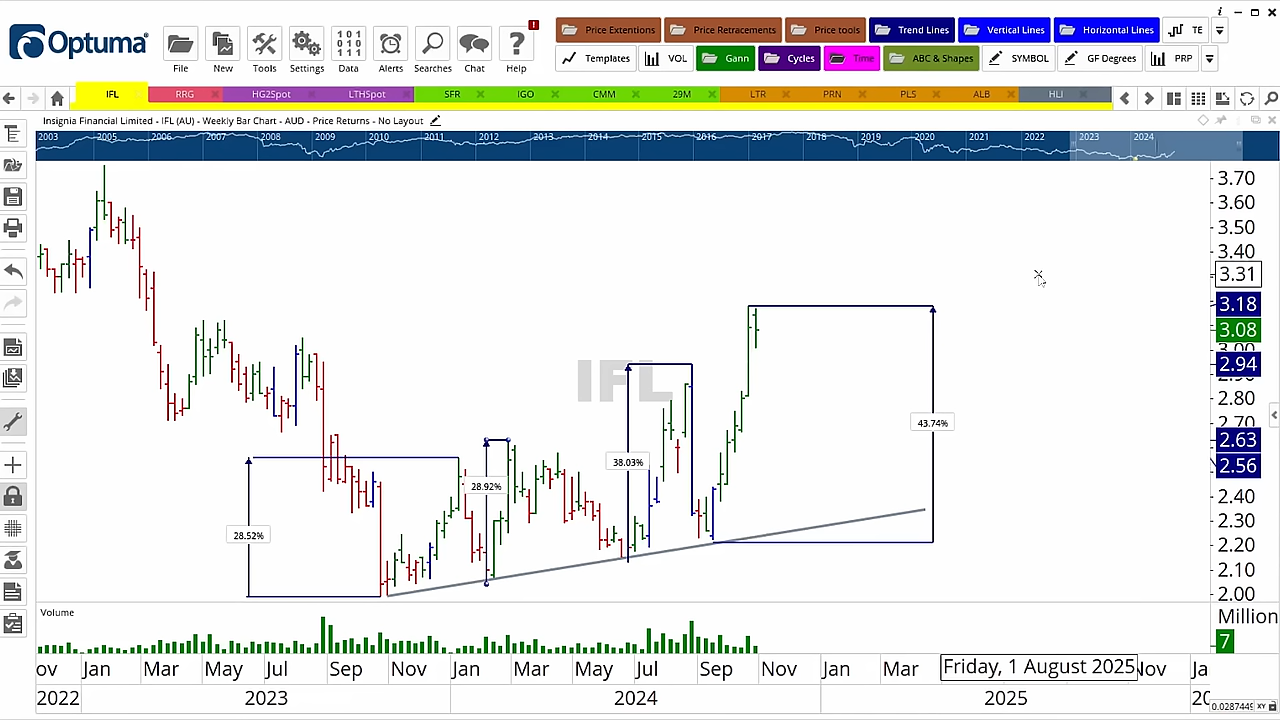 Optuma
File
New
Tools
Settings
Data
Alerts
Searches
Chat
Help
Price Extentions
Price Retracements
Price tools
Trend Lines
Vertical Lines
Horizontal Lines
TE
Templates
VOL
Gann
Cycles
Time
ABC & Shapes
SYMBOL
GF Degrees
PRP
IFL
RRG
HG2Spot
LTHSpot
SFR
IGO
CMM
29M
LTR
PRN
PLS
ALB
HLI
Insignia Financial Limited - IFL (AU) - Weekly Bar Chart - AUD - Price Returns - No Layout
2003 2005 2006 2007 2008 2009 2010 2011 2012 2013 2014 2015 2016 2017 2018 2019 2020 2021 2022 2023 2024
3.70
3.60
3.50
3.40
3.31
3.18
3.08
3.00
2.94
2.90
2.80
2.70
2.63
2.56
2.40
2.30
2.20
2.10
2.00
IFL
28.52%
28.92%
38.03%
43.74%
Volume
Million
7
ov Jan Mar May Jul Sep Nov Jan Mar May Jul Sep Nov Jan Mar Friday, 1 August 2025 Nov Ja
2022 2023 2024 2025 20
0.0287449 XY